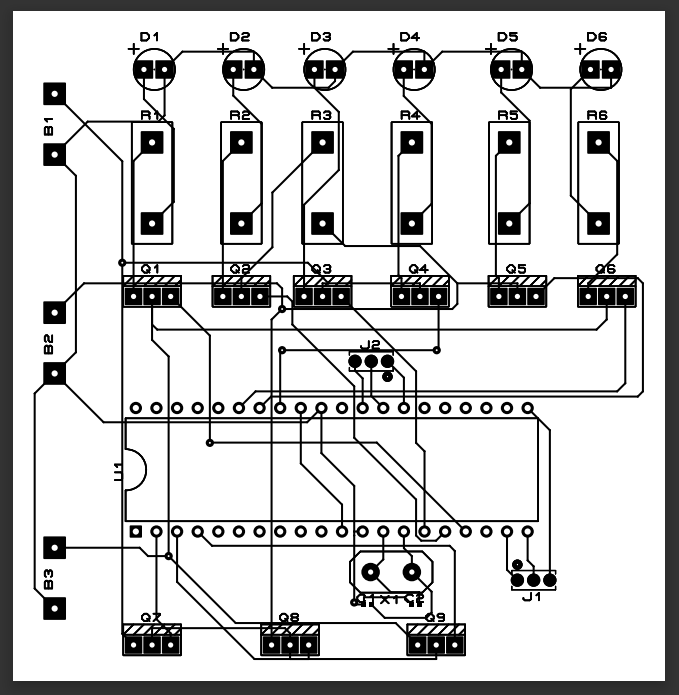 D1 D2 D3 D4 D5 D6
B1 R1 R2 R3 R4 R5 R6
Q1 Q2 Q3 Q4 Q5 Q6
B2 J2
U1
B3 C1 X1 C2 J1
Q7 Q8 Q9